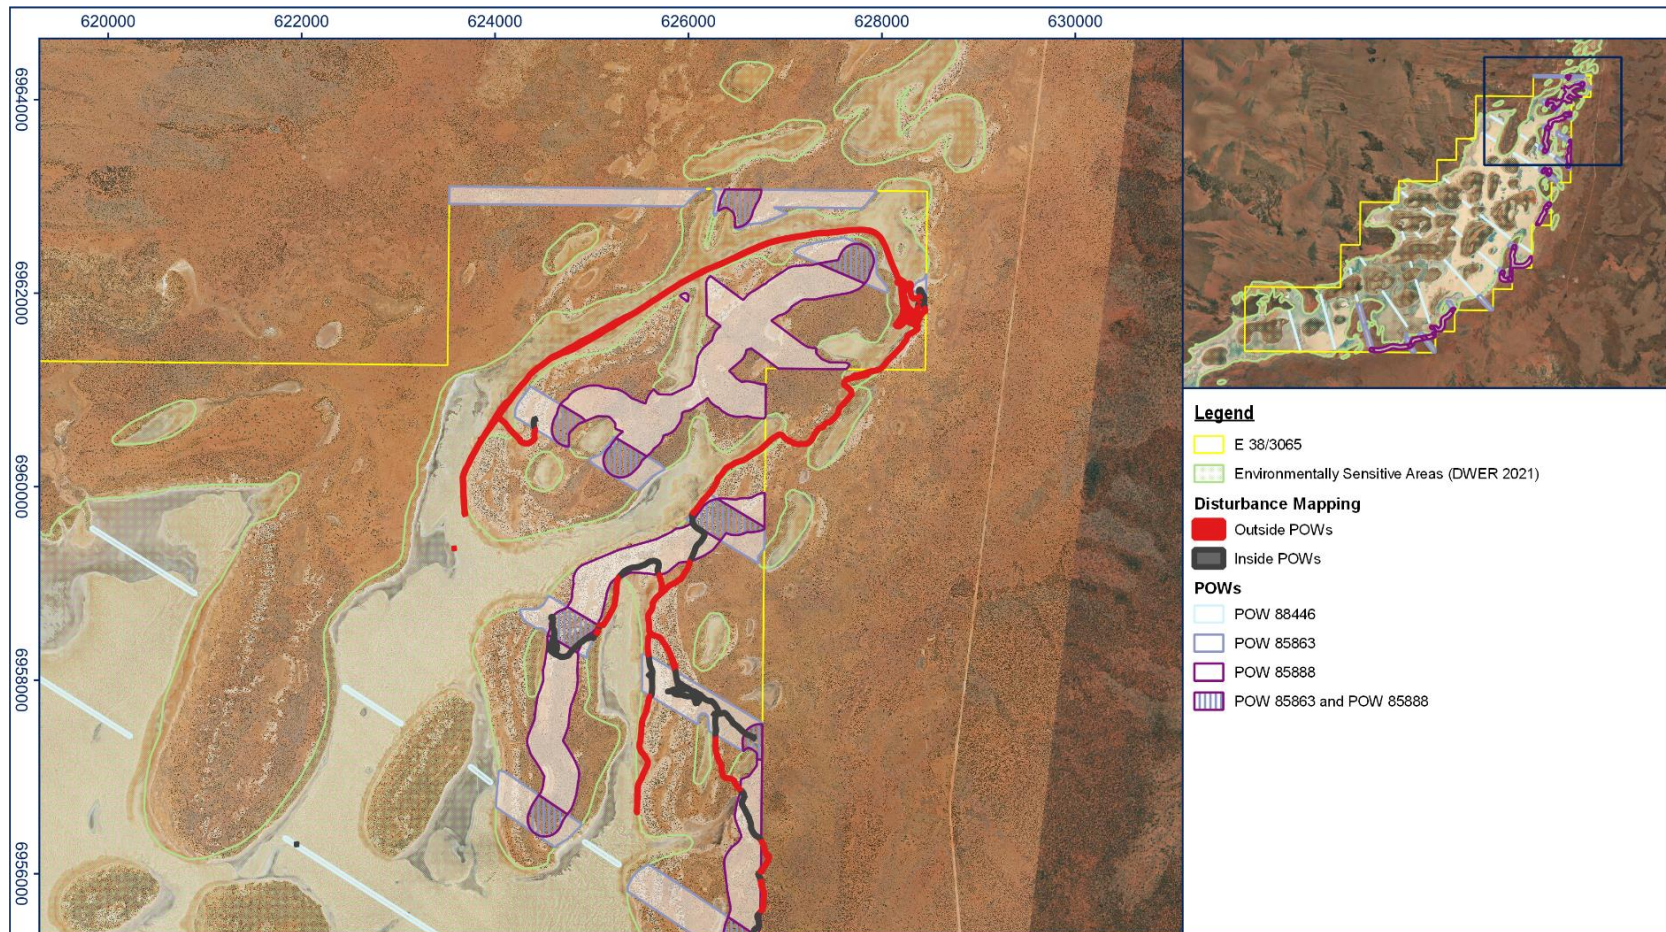 620000 622000 624000 626000 628000 630000
6964000
6962000
6960000
6958000
6956000
Legend
E 38/3065
Environmentally Sensitive Areas (DWER 2021)
Disturbance Mapping
Outside POWs
Inside POWs
POWs
POW 88446
POW 85863
POW 85888
POW 85863 and POW 85888